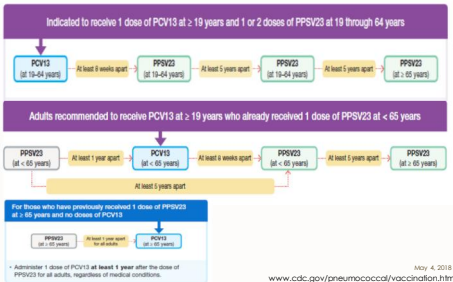 Indicated to receive 1 dose of PCV13 at ≥ 19 years and 1 or 2 doses of PPSV23 at 19 through 64 years
PCV13
(at 19–64 years)
At least 8 weeks apart
PPSV23
(at 19–64 years)
At least 5 years apart
PPSV23
(at 19–64 years)
At least 5 years apart
PPSV23
(at ≥ 65 years)
Adults recommended to receive PCV13 at ≥ 19 years who already received 1 dose of PPSV23 at < 65 years
PPSV23
(at < 65 years)
At least 1 year apart
PCV13
(at < 65 years)
At least 8 weeks apart
PPSV23
(at < 65 years)
At least 5 years apart
PPSV23
(at ≥ 65 years)
At least 5 years apart
For those who have previously received 1 dose of PPSV23
at ≥ 65 years and no doses of PCV13
PPSV23
(at ≥ 65 years)
At least 1 year apart
for all adults
PCV13
(at ≥ 65 years)
• Administer 1 dose of PCV13 at least 1 year after the dose of
PPSV23 for all adults, regardless of medical conditions.
May 4, 2018
www.cdc.gov/pneumococcal/vaccination.htm